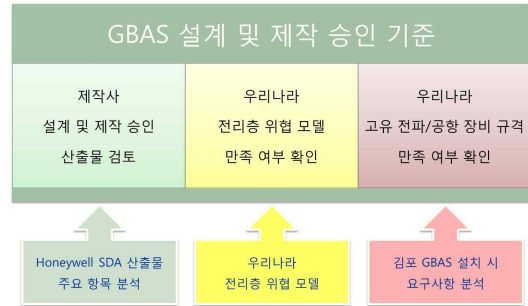 GBAS 설계 및 제작 승인 기준
제작사
설계 및 제작 승인
산출물 검토
우리나라
전리층 위협 모델
만족 여부 확인
우리나라
고유 전파/공항 장비 규격
만족 여부 확인
Honeywell SDA 산출물
주요 항목 분석
우리나라
전리층 위협 모델
김포 GBAS 설치 시
요구사항 분석